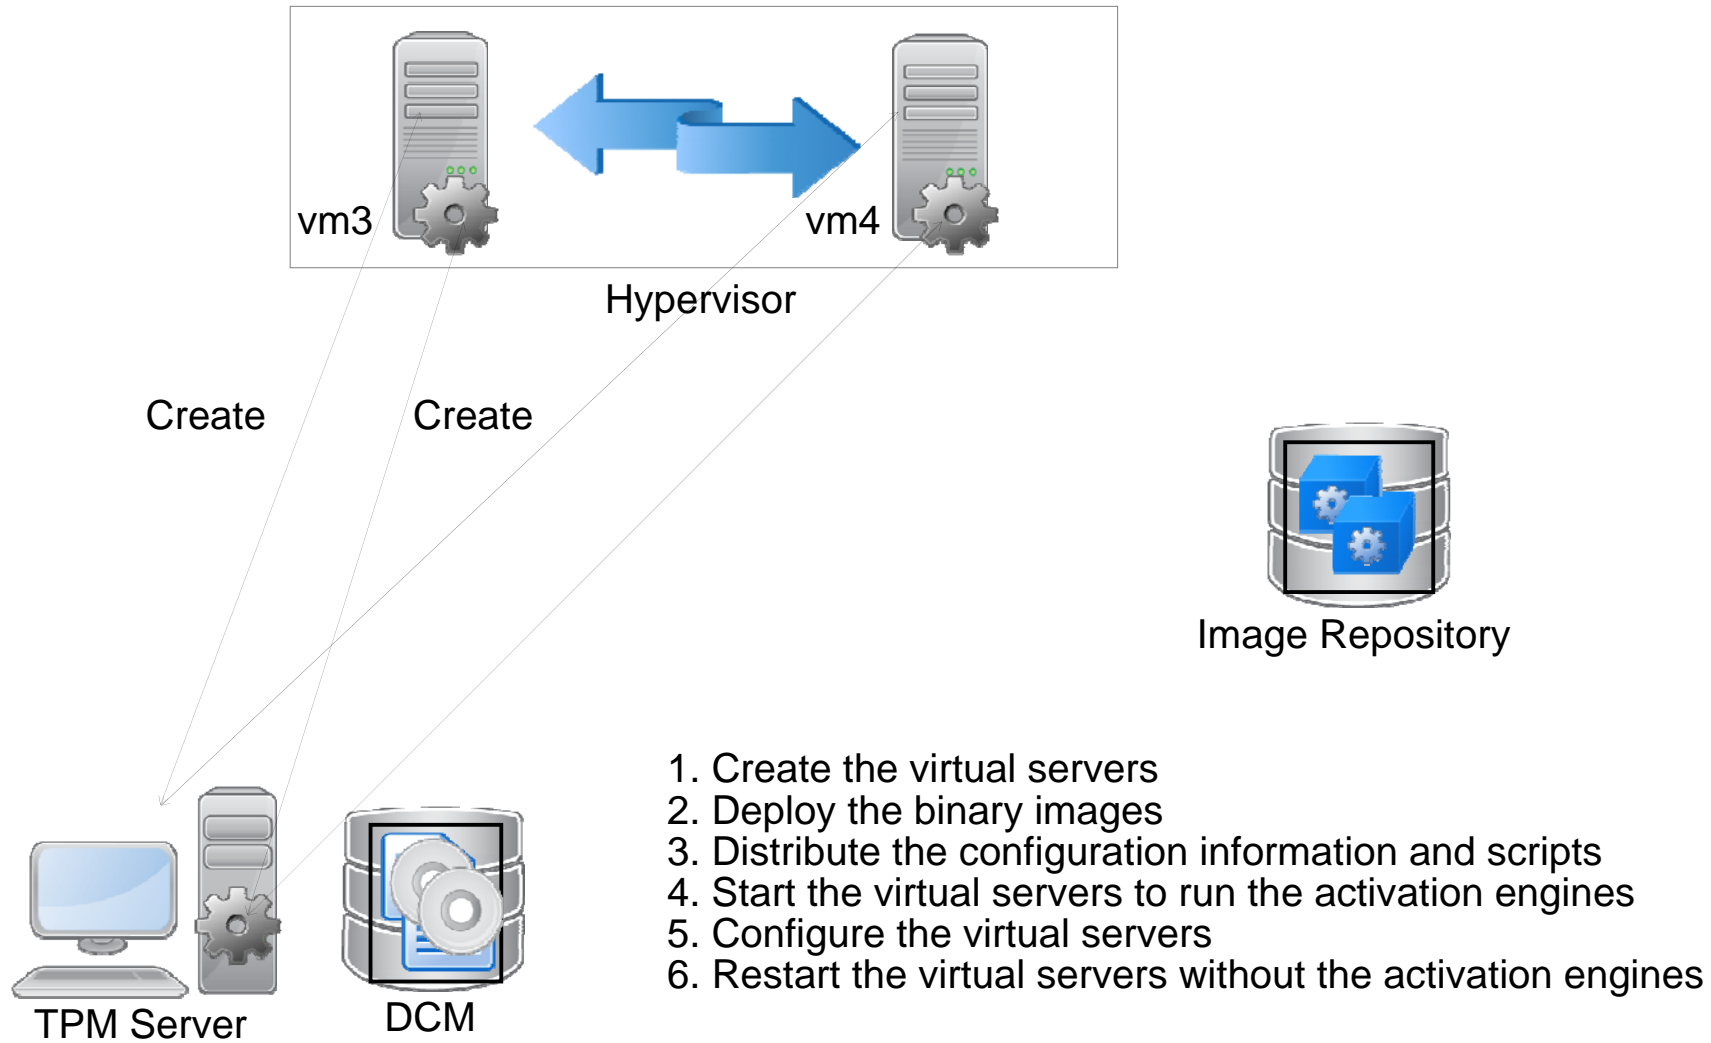 vm3
vm4
Hypervisor
Create
Create
Image Repository
1. Create the virtual servers
2. Deploy the binary images
3. Distribute the configuration information and scripts
4. Start the virtual servers to run the activation engines
5. Configure the virtual servers
6. Restart the virtual servers without the activation engines
TPM Server
DCM